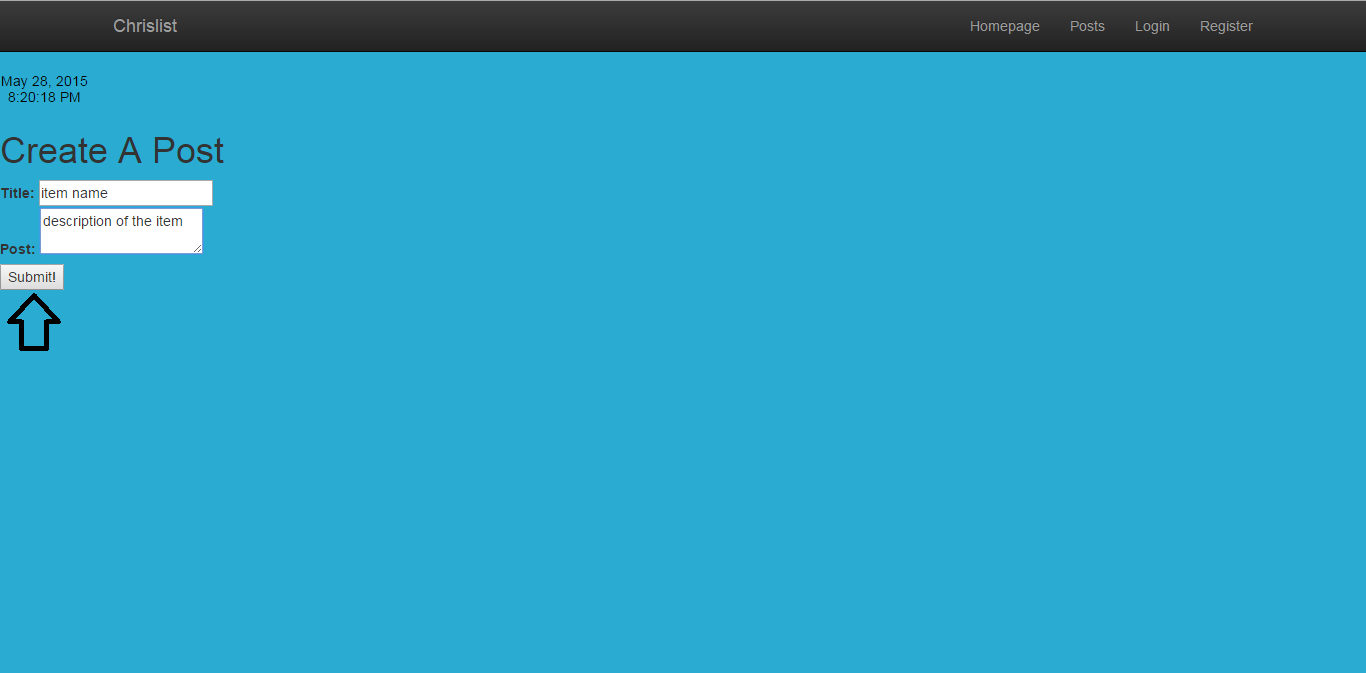 Chrislist Homepage Posts Login Register
May 28, 2015
8:20:18 PM
Create A Post
Title: item name
description of the item
Post:
Submit!